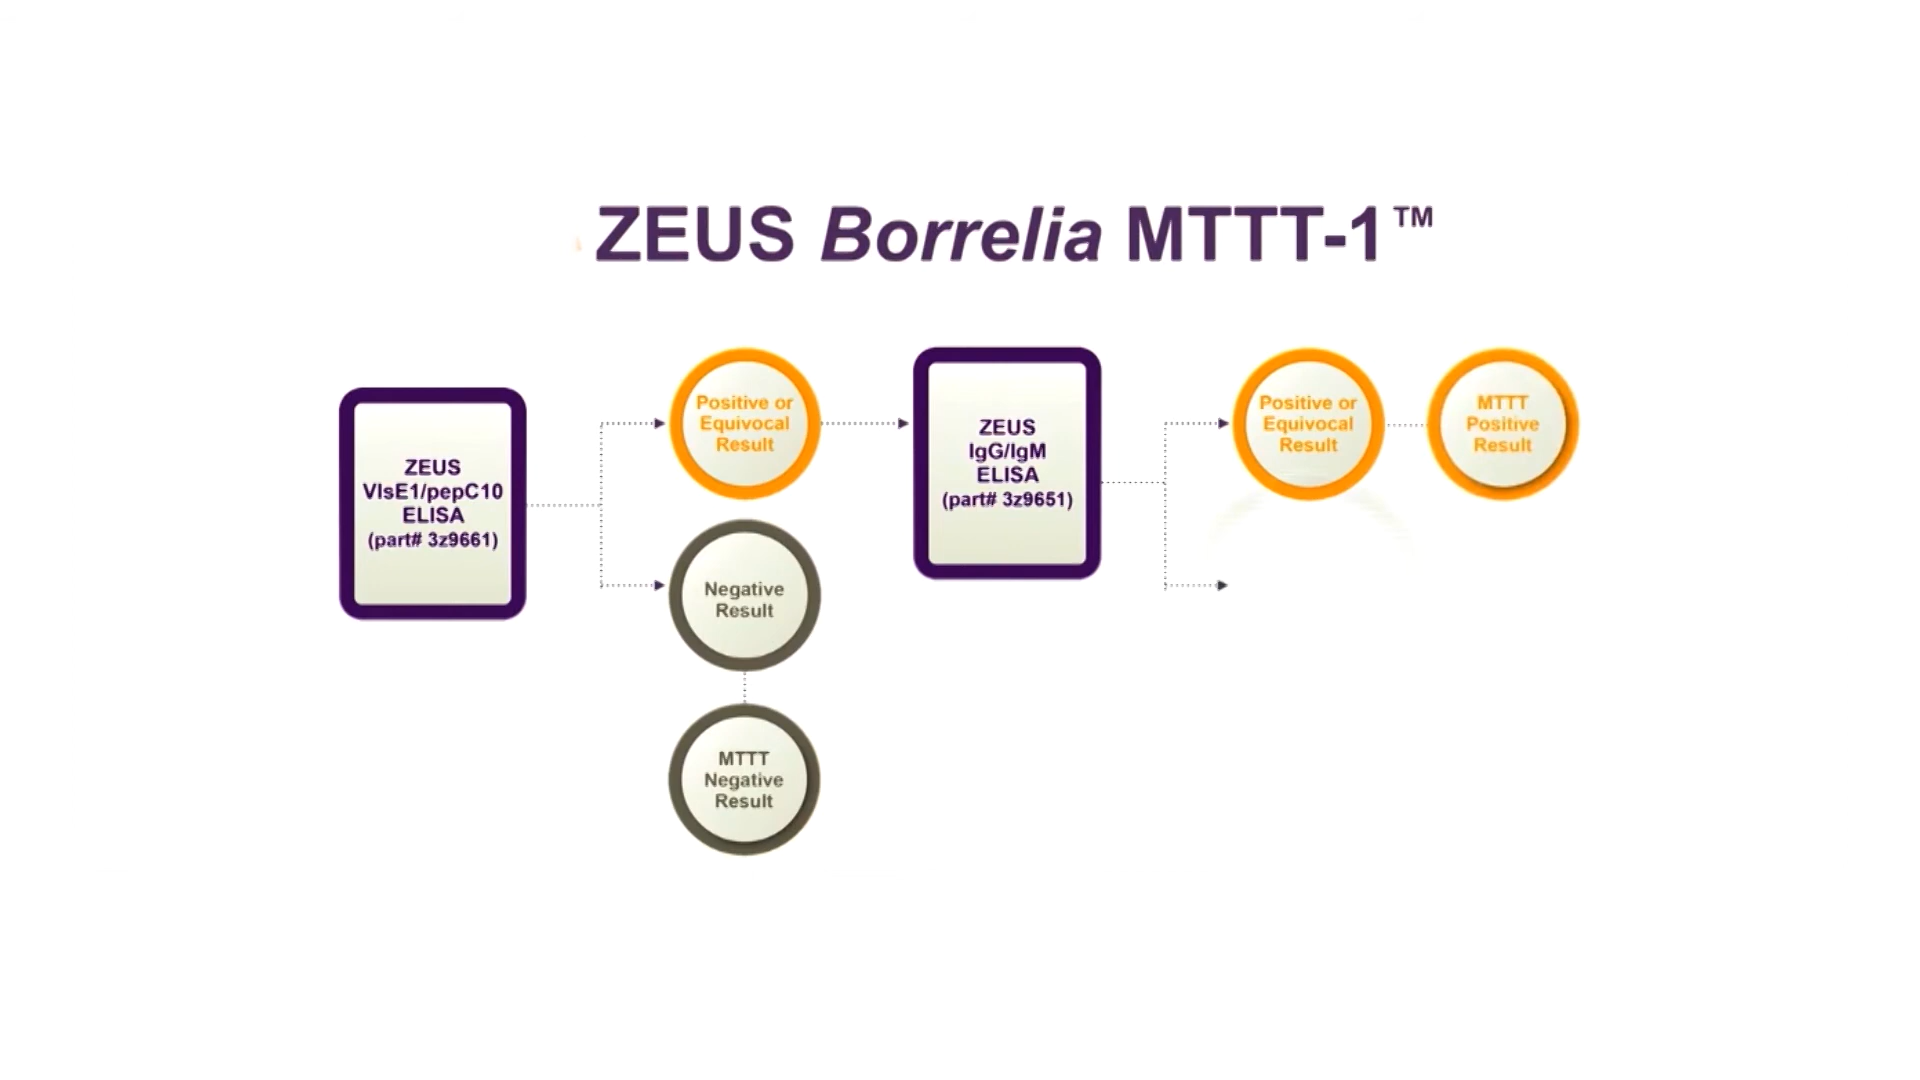 ZEUS Borrelia MTTT-1™
ZEUS
VlsE1/pepC10
ELISA
(part# 3z9661)
Positive or
Equivocal
Result
Negative
Result
MTTT
Negative
Result
ZEUS
IgG/IgM
ELISA
(part# 3z9651)
Positive or
Equivocal
Result
MTTT
Positive
Result